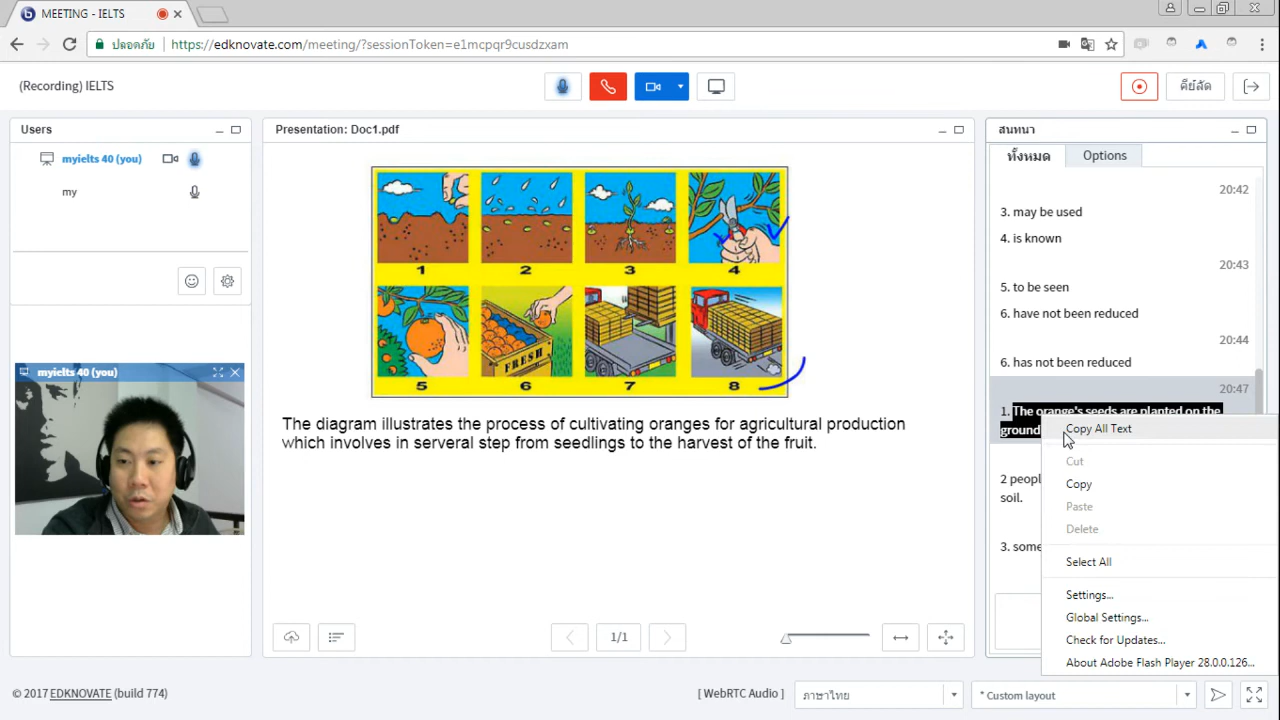 MEETING - IELTS
ปลอดภัย https://edknovate.com/meeting/?sessionToken=e1mcpqr9cusdzxam
(Recording) IELTS
คีย์ลัด
Users
myielts 40 (you)
my
myielts 40 (you)
Presentation: Doc1.pdf
1 2 3 4
FRESH
5 6 7 8
The diagram illustrates the process of cultivating oranges for agricultural production
which involves in serveral step from seedlings to the harvest of the fruit.
1/1
สนทนา
ทั้งหมด Options
20:42
3. may be used
4. is known
20:43
5. to be seen
6. have not been reduced
20:44
6. has not been reduced
20:47
1. The orange's seeds are planted on the
ground
2 peopl
soil.
3. some
Copy All Text
Cut
Copy
Paste
Delete
Select All
Settings...
Global Settings...
Check for Updates...
About Adobe Flash Player 28.0.0.126...
© 2017 EDKNOVATE (build 774)
[ WebRTC Audio ]
ภาษาไทย
* Custom layout